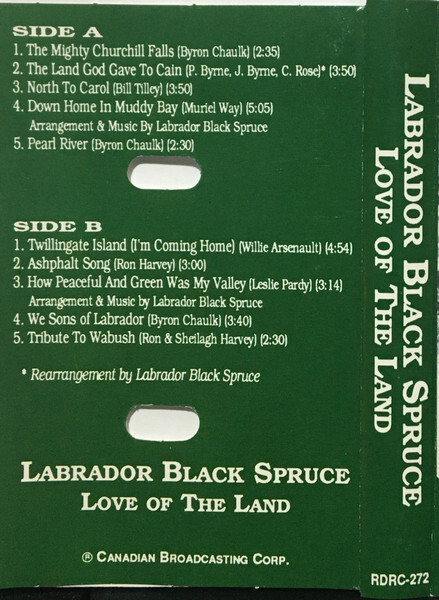 SIDE A
1. The Mighty Churchill Falls (Byron Chaulk) (2:35)
2. The Land God Gave To Cain (P. Byrne, J. Byrne, C. Rose)* (3:50)
3. North To Carol (Bill Tilley) (3:50)
4. Down Home In Muddy Bay (Muriel Way) (5:05)
Arrangement & Music By Labrador Black Spruce
5. Pearl River (Byron Chaulk) (2:30)
SIDE B
1. Twillingate Island (I'm Coming Home) (Willie Arsenault) (4:54)
2. Ashphalt Song (Ron Harvey) (3:00)
3. How Peaceful And Green Was My Valley (Leslie Pardy) (3:14)
Arrangement & Music by Labrador Black Spruce
4. We Sons of Labrador (Byron Chaulk) (3:40)
5. Tribute To Wabush (Ron & Sheilagh Harvey) (2:30)
* Rearrangement by Labrador Black Spruce
LABRADOR BLACK SPRUCE
LOVE OF THE LAND
® CANADIAN BROADCASTING CORP.
LABRADOR BLACK SPRUCE
LOVE OF THE LAND
RDRC-272